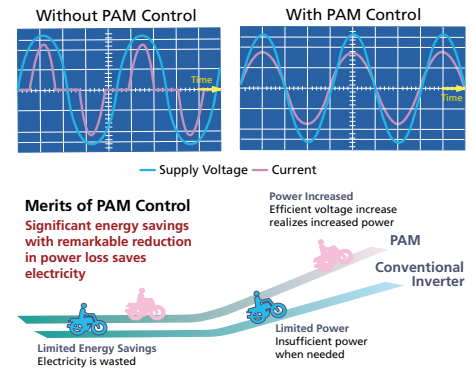 Without PAM Control
With PAM Control
Time
Time
Supply Voltage
Current
Merits of PAM Control
Significant energy savings
with remarkable reduction
in power loss saves
electricity
Power Increased
Efficient voltage increase
realizes increased power
PAM
Conventional
Inverter
Limited Power
Insufficient power
when needed
Limited Energy Savings
Electricity is wasted